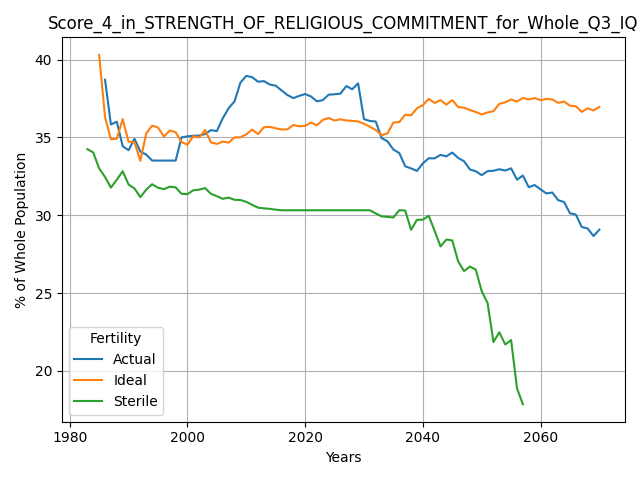 Score_4_in_STRENGTH_OF_RELIGIOUS_COMMITMENT_for_Whole_Q3_IQ
40
35
30
25
20
% of Whole Population
Fertility
Actual
Ideal
Sterile
1980 2000 2020 2040 2060
Years